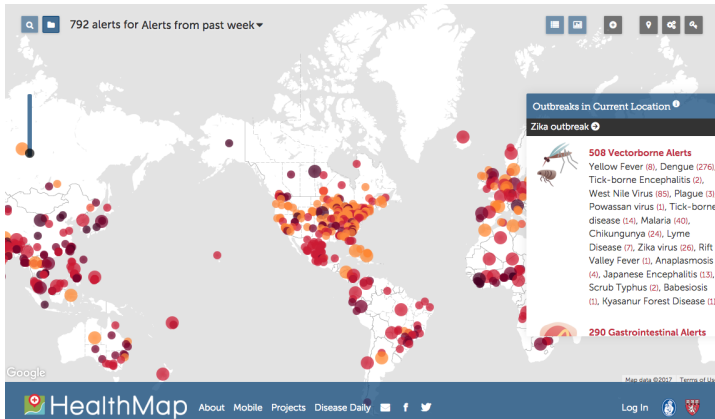 792 alerts for Alerts from past week
Outbreaks in Current Location
Zika outbreak
508 Vectorborne Alerts
Yellow Fever (8), Dengue (276),
Tick-borne Encephalitis (2),
West Nile Virus (85), Plague (3)
Powassan virus (1), Tick-borne
disease (14), Malaria (40),
Chikungunya (24), Lyme
Disease (7), Zika virus (26), Rift
Valley Fever (1), Anaplasmosis
(4), Japanese Encephalitis (13),
Scrub Typhus (2), Babesiosis
(1), Kyasanur Forest Disease (1)
290 Gastrointestinal Alerts
Google
Map data ©2017 Terms of Us
HealthMap About Mobile Projects Disease Daily Log In